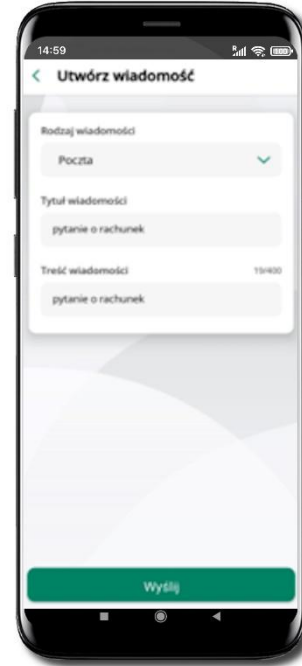 14:59
Utwórz wiadomość
Rodzaj wiadomości
Poczta
Tytuł wiadomości
pytanie o rachunek
Treść wiadomości 19/400
pytanie o rachunek
Wyślij